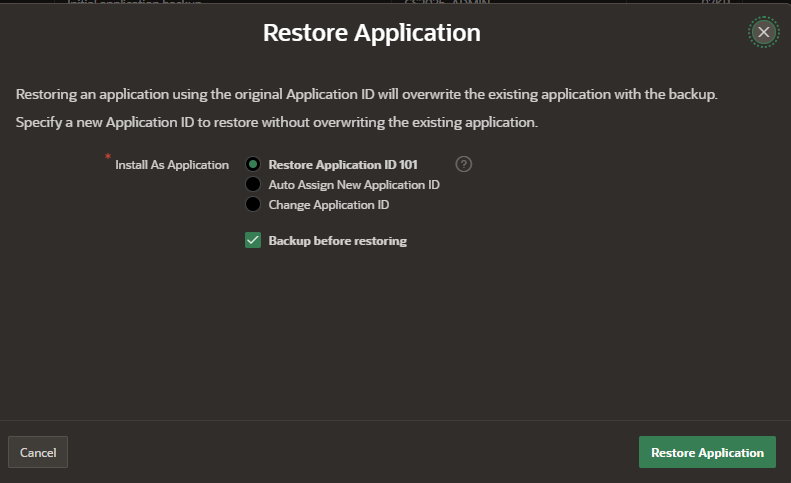 Restore Application
Restoring an application using the original Application ID will overwrite the existing application with the backup.
Specify a new Application ID to restore without overwriting the existing application.
* Install As Application
Restore Application ID 101
?
Auto Assign New Application ID
Change Application ID
Backup before restoring
Cancel
Restore Application